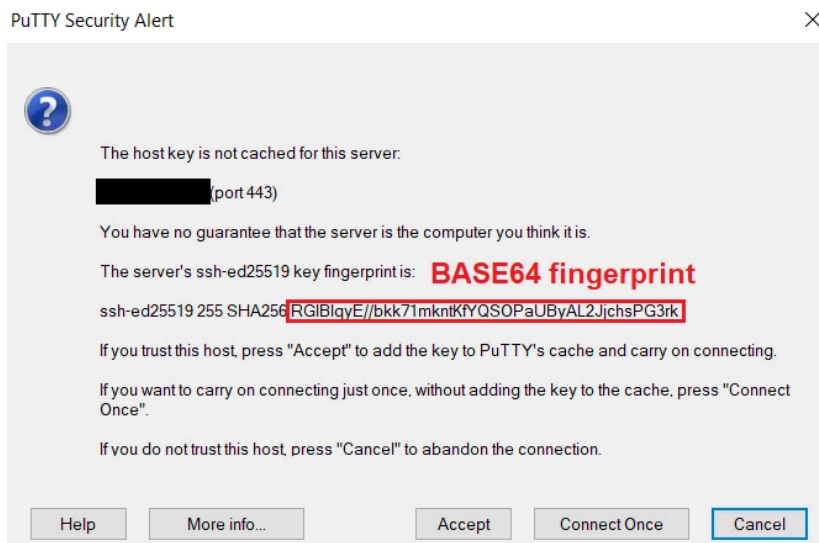 PuTTY Security Alert
The host key is not cached for this server:
(port 443)
You have no guarantee that the server is the computer you think it is.
The server's ssh-ed25519 key fingerprint is: BASE64 fingerprint
ssh-ed25519 255 SHA256 RGIBIqyE//bkk71mkntKfYQSOPaUByAL2JjchsPG3rk
If you trust this host, press "Accept" to add the key to PuTTY's cache and carry on connecting.
If you want to carry on connecting just once, without adding the key to the cache, press "Connect
Once".
If you do not trust this host, press "Cancel" to abandon the connection.
Help More info... Accept Connect Once Cancel